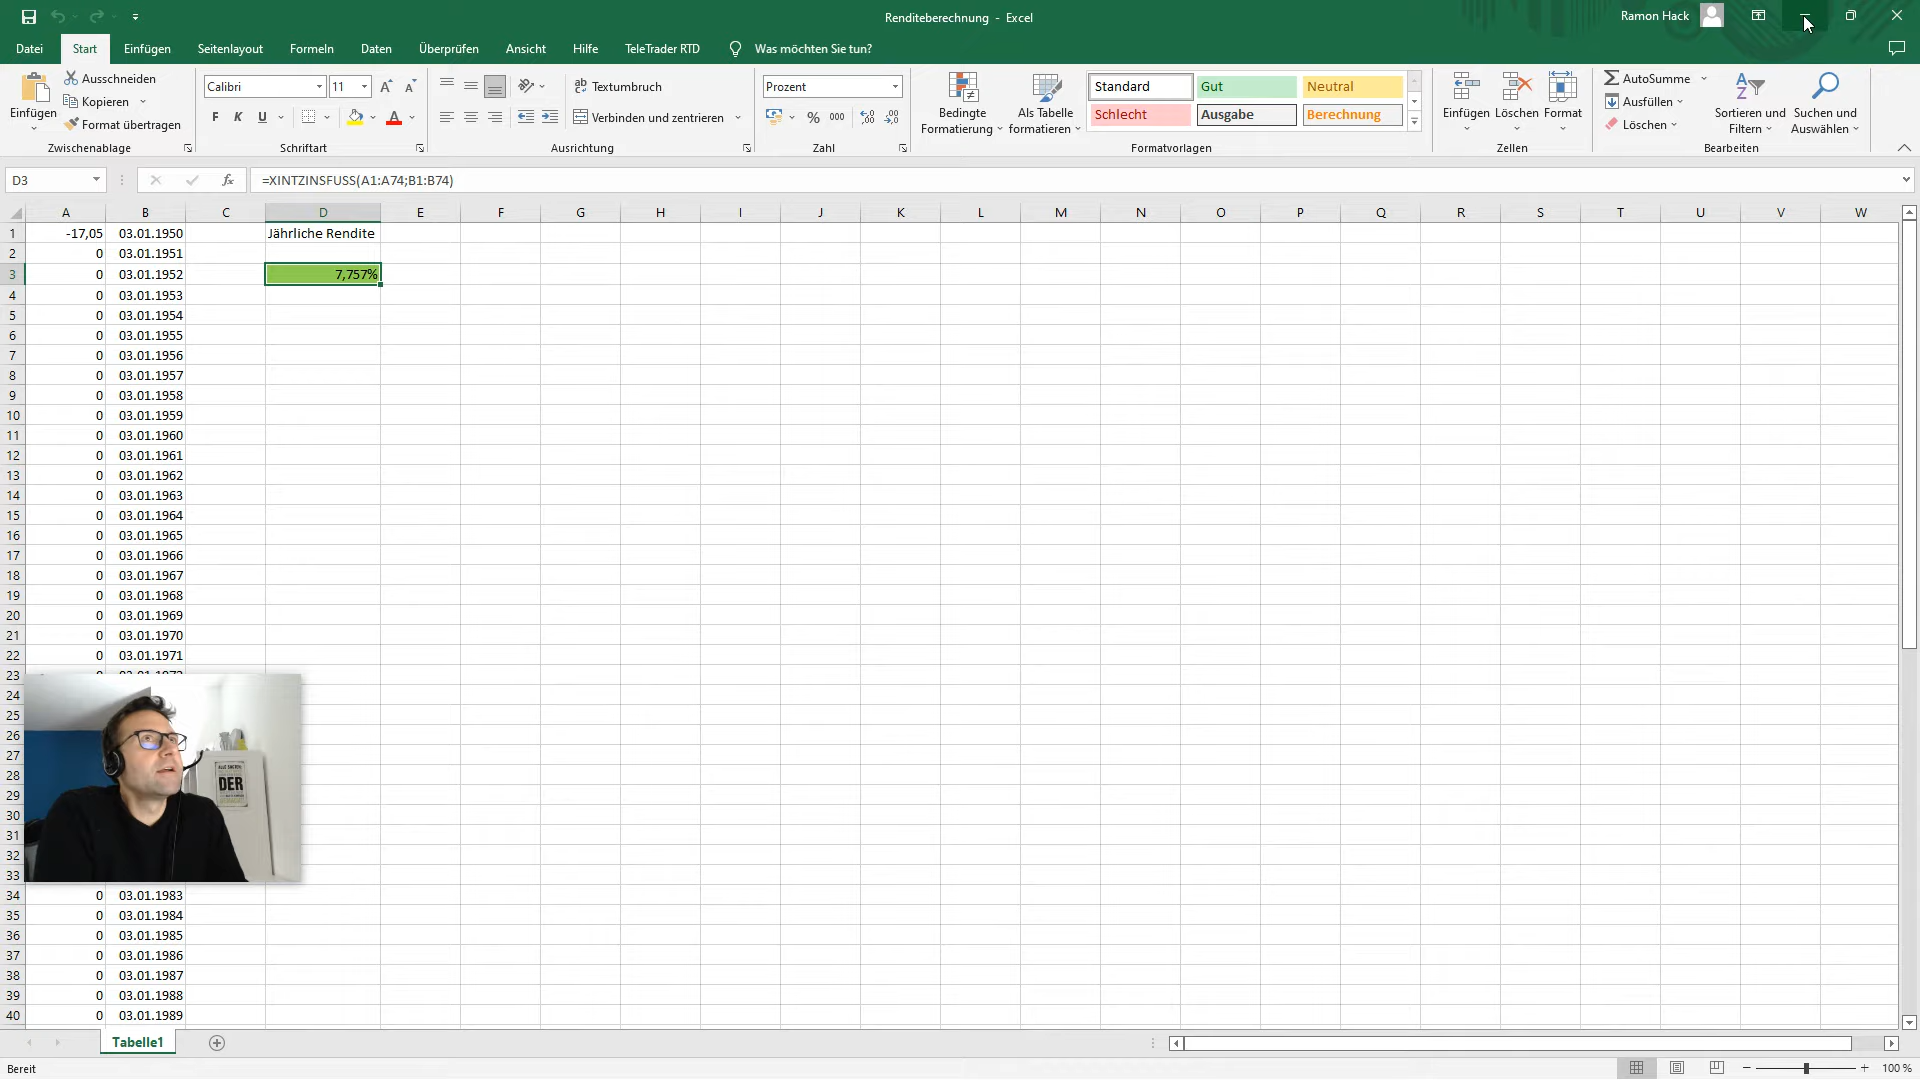 Renditeberechnung - Excel
Ramon Hack
Datei Start Einfügen Seitenlayout Formeln Daten Überprüfen Ansicht Hilfe TeleTrader RTD Was möchten Sie tun?
Einfügen
Ausschneiden
Kopieren
Format übertragen
Zwischenablage
Calibri 11
F K U
Schriftart
Textumbruch
Verbinden und zentrieren
Ausrichtung
Prozent
% 000
Zahl
Bedingte Formatierung
Als Tabelle formatieren
Standard Gut Neutral
Schlecht Ausgabe Berechnung
Formatvorlagen
Einfügen Löschen Format
Zellen
AutoSumme
Ausfüllen
Löschen
Sortieren und Filtern
Suchen und Auswählen
Bearbeiten
D3 fx =XINTZINSFUSS(A1:A74;B1:B74)
A B C D E F G H I J K L M N O P Q R S T U V W
1 -17,05 03.01.1950 Jährliche Rendite
2 0 03.01.1951
3 0 03.01.1952 7,757%
4 0 03.01.1953
5 0 03.01.1954
6 0 03.01.1955
7 0 03.01.1956
8 0 03.01.1957
9 0 03.01.1958
10 0 03.01.1959
11 0 03.01.1960
12 0 03.01.1961
13 0 03.01.1962
14 0 03.01.1963
15 0 03.01.1964
16 0 03.01.1965
17 0 03.01.1966
18 0 03.01.1967
19 0 03.01.1968
20 0 03.01.1969
21 0 03.01.1970
22 0 03.01.1971
23
24
25
26
27
28
29
DER
30
31
32
33
34 0 03.01.1983
35 0 03.01.1984
36 0 03.01.1985
37 0 03.01.1986
38 0 03.01.1987
39 0 03.01.1988
40 0 03.01.1989
Tabelle1
Bereit
100 %